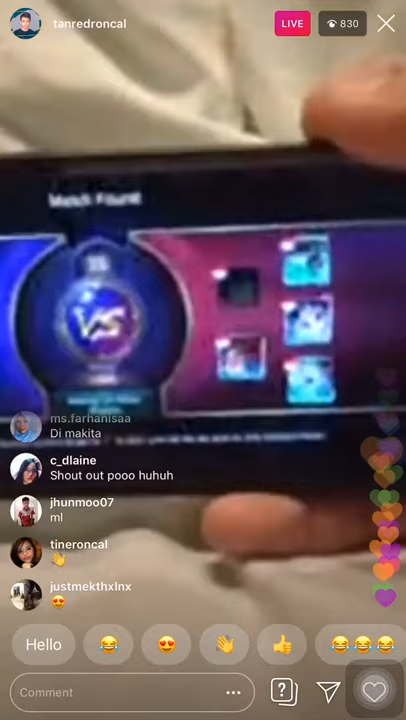 tanredroncal
LIVE
830
Match Found
VS
ms.farhanisaa
Di makita
c_dlaine
Shout out pooo huhuh
jhunmoo07
ml
tineroncal
👋
justmekthxlnx
😍
Hello
😂
😍
👋
👍
😂😂😂
Comment